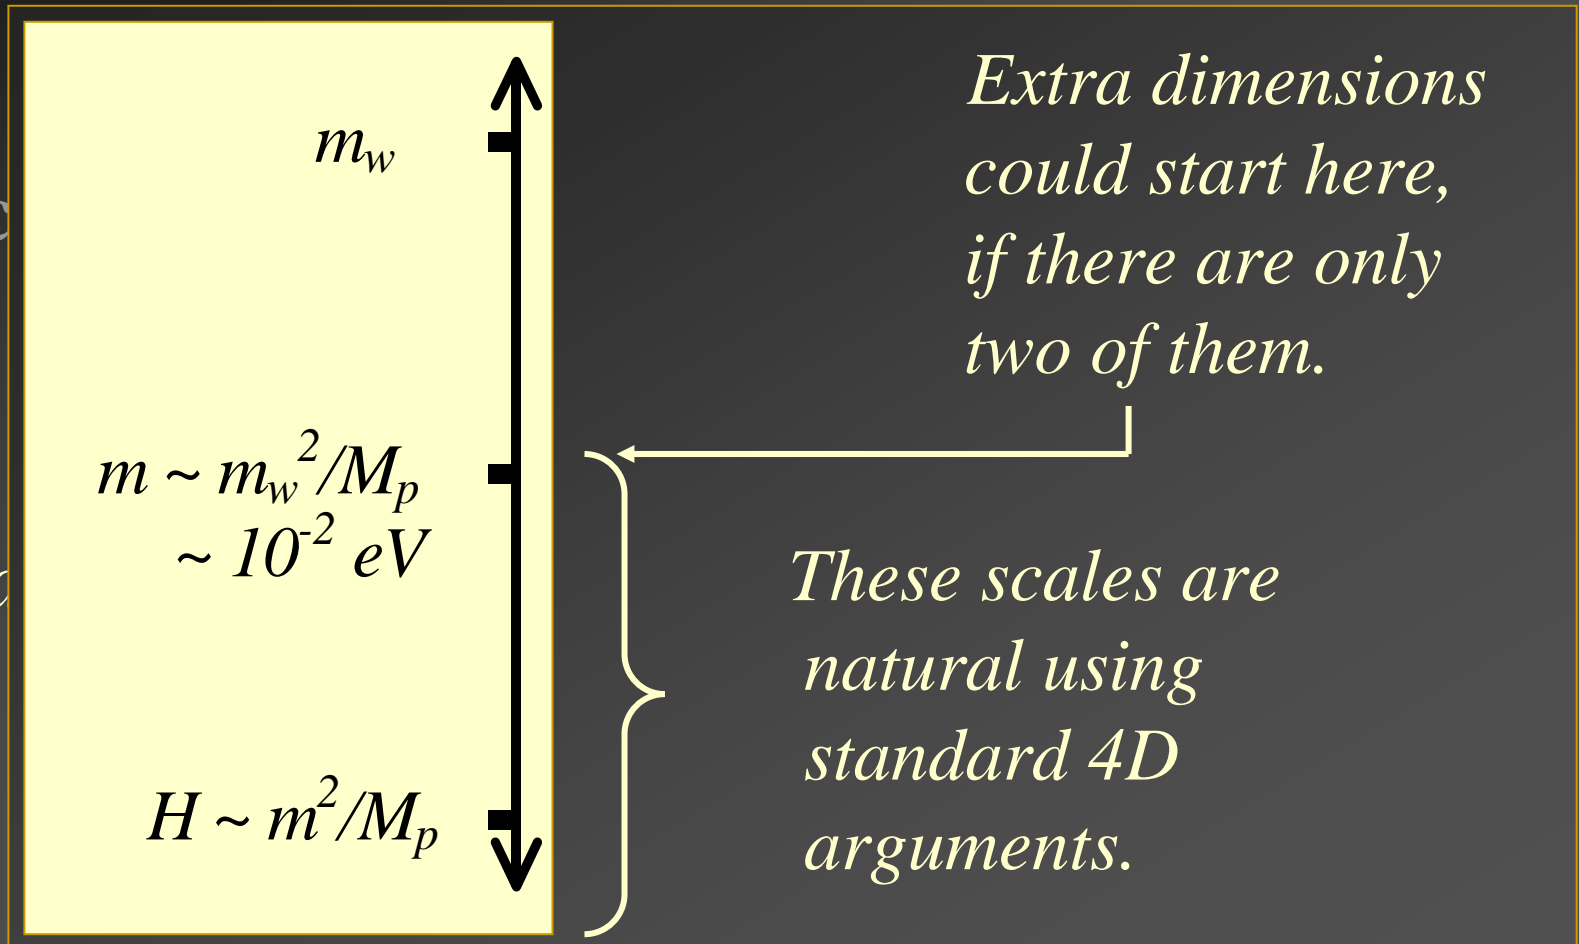 m_w
m ~ m_w^2/M_p
~ 10^-2 eV
H ~ m^2/M_p
Extra dimensions
could start here,
if there are only
two of them.
These scales are
natural using
standard 4D
arguments.